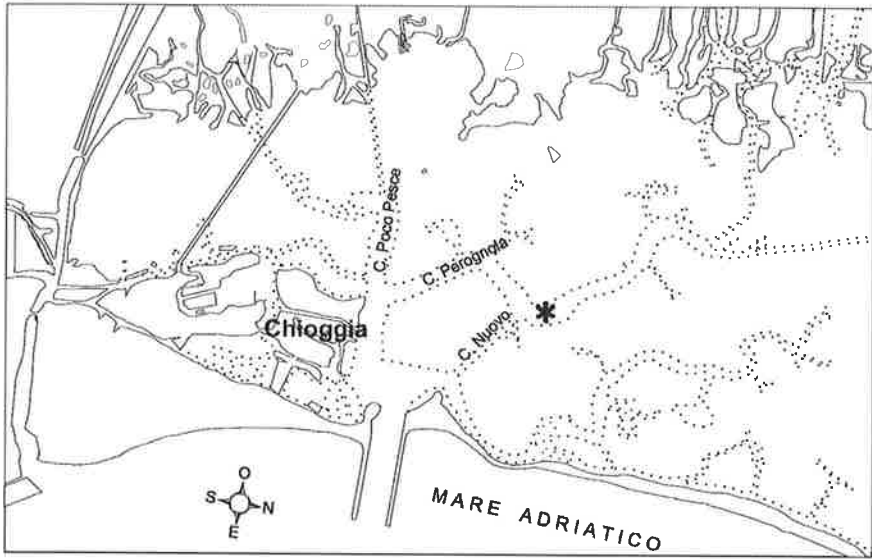 C. Poco Pesce
C. Perognola
Chioggia
C. Nuovo
*
O
S
N
E
MARE ADRIATICO